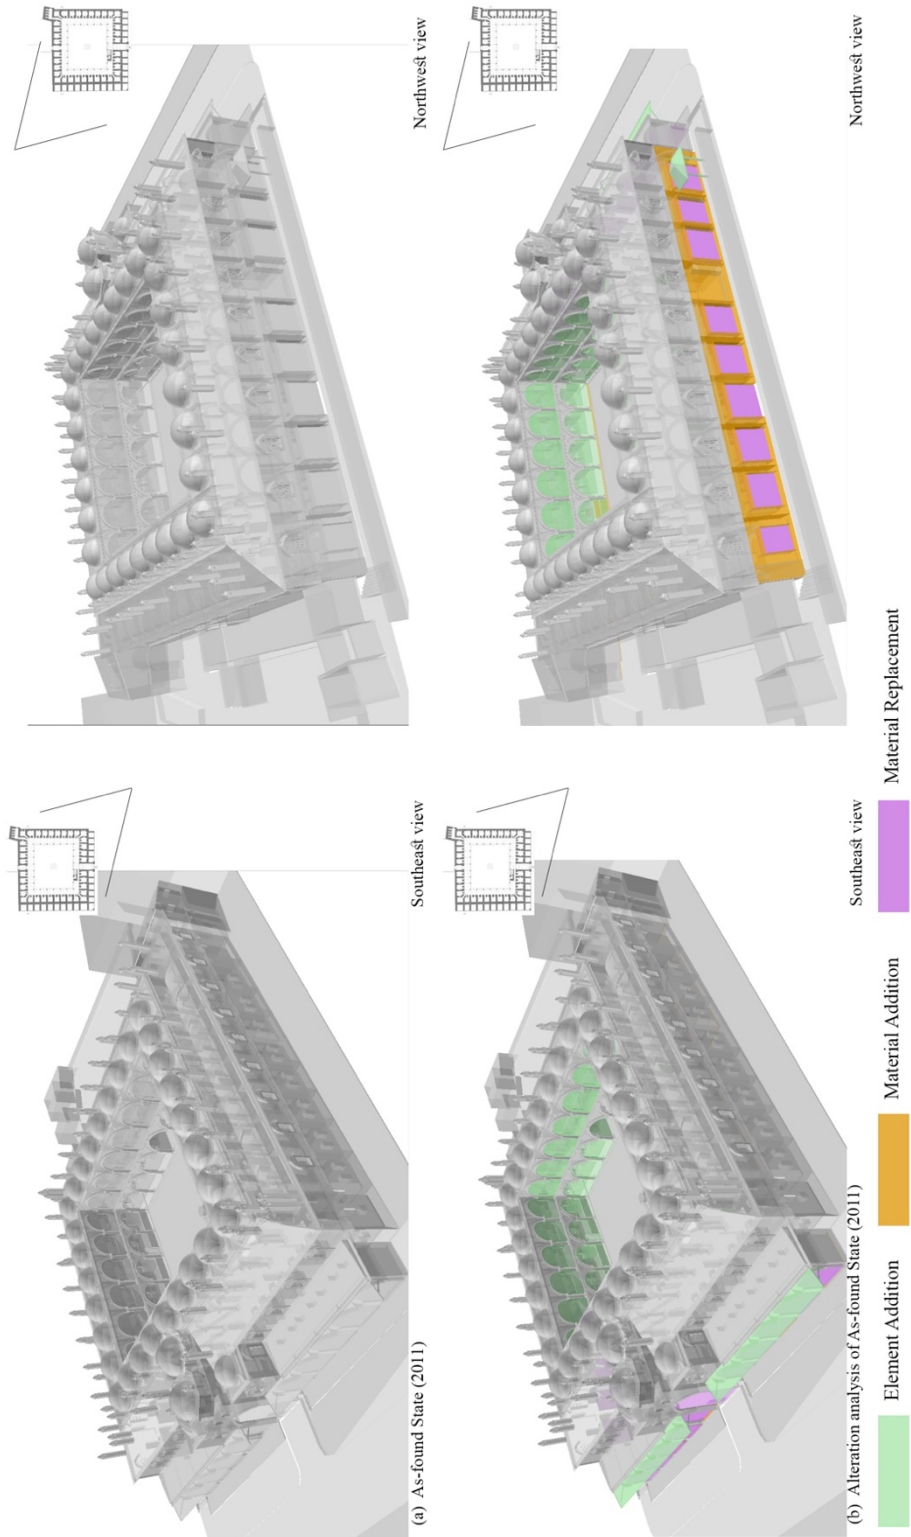 Southeast view
Northwest view
(a) As-found State (2011)
Southeast view
Northwest view
(b) Alteration analysis of As-found State (2011)
Element Addition
Material Addition
Material Replacement